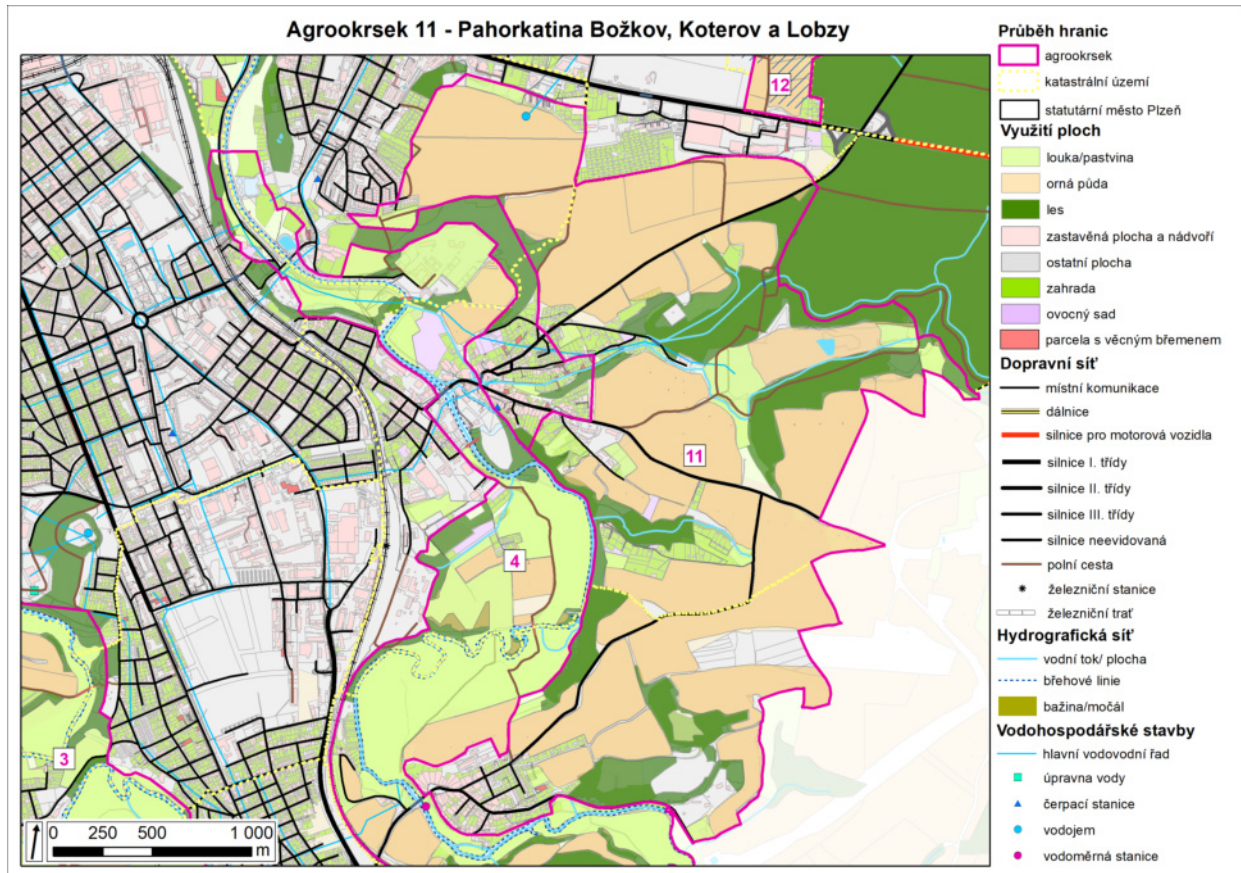 Agrookrsek 11 - Pahorkatina Božkov, Koterov a Lobzy
12
11
4
3
0 250 500 1 000
m
Průběh hranic
agrookrsek
katastrální území
statutární město Plzeň
Využití ploch
louka/pastvina
orná půda
les
zastavěná plocha a nádvoří
ostatní plocha
zahrada
ovocný sad
parcela s věcným břemenem
Dopravní síť
místní komunikace
dálnice
silnice pro motorová vozidla
silnice I. třídy
silnice II. třídy
silnice III. třídy
silnice neevidovaná
polní cesta
železniční stanice
železniční trať
Hydrografická síť
vodní tok/ plocha
břehové linie
bažina/močál
Vodohospodářské stavby
hlavní vodovodní řad
úpravna vody
čerpací stanice
vodojem
vodoměrná stanice